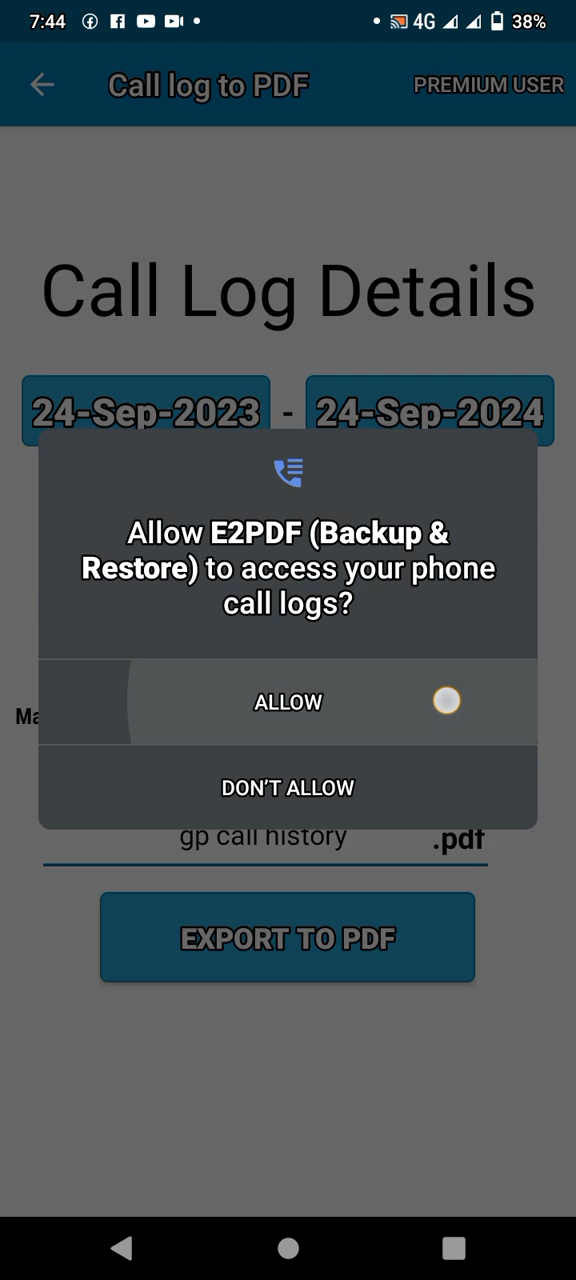 7:44
4G 38%
Call log to PDF PREMIUM USER
Call Log Details
24-Sep-2023 - 24-Sep-2024
Allow E2PDF (Backup &
Restore) to access your phone
call logs?
ALLOW
Ma
DON'T ALLOW
gp call history .pdf
EXPORT TO PDF